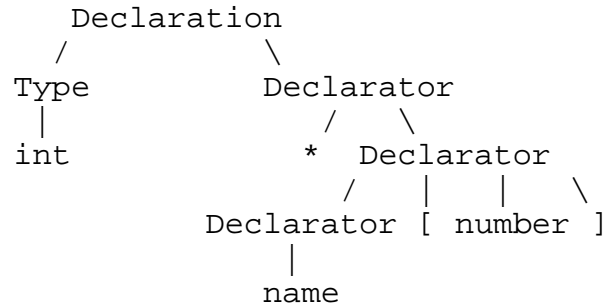 Declaration
/ \
Type Declarator
| / \
int * Declarator
/ | | \
Declarator [ number ]
|
name